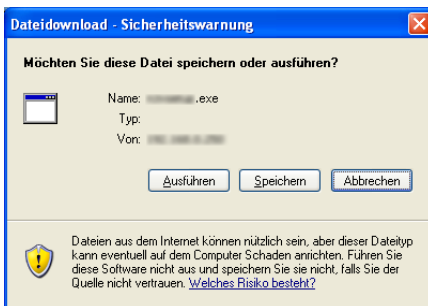 Dateidownload - Sicherheitswarnung
Möchten Sie diese Datei speichern oder ausführen?
Name: .exe
Typ:
Von:
Ausführen Speichern Abbrechen
Dateien aus dem Internet können nützlich sein, aber dieser Dateityp
kann eventuell auf dem Computer Schaden anrichten. Führen Sie
diese Software nicht aus und speichern Sie sie nicht, falls Sie der
Quelle nicht vertrauen. Welches Risiko besteht?